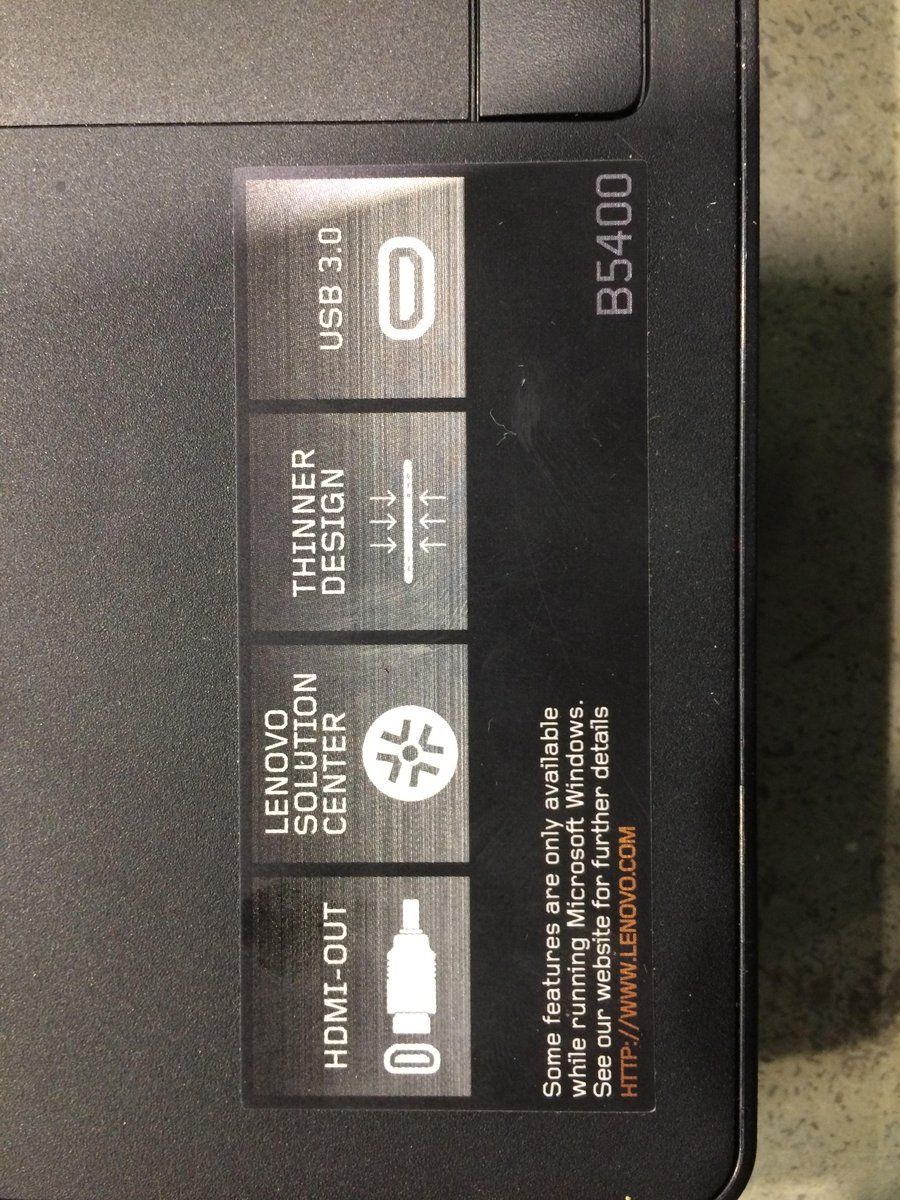 HDMI-OUT
LENOVO
SOLUTION
CENTER
THINNER
DESIGN
USB 3.0
Some features are only available
while running Microsoft Windows.
See our website for further details
HTTP://WWW.LENOVO.COM
B5400